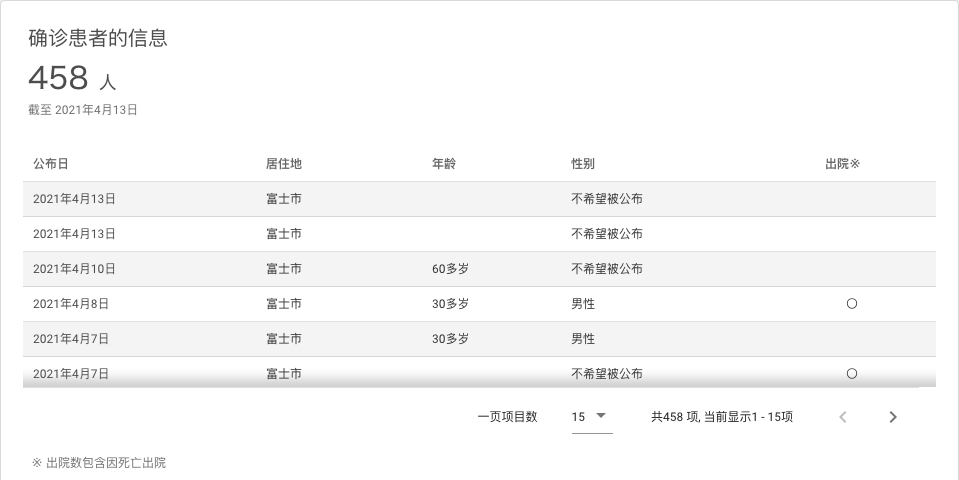 确诊患者的信息
458 人
截至 2021年4月13日
公布日 居住地 年龄 性别 出院※
2021年4月13日 富士市 不希望被公布
2021年4月13日 富士市 不希望被公布
2021年4月10日 富士市 60多岁 不希望被公布
2021年4月8日 富士市 30多岁 男性 〇
2021年4月7日 富士市 30多岁 男性
2021年4月7日 富士市 不希望被公布 〇
一页项目数 15 共458 项, 当前显示1 - 15项
※ 出院数包含因死亡出院